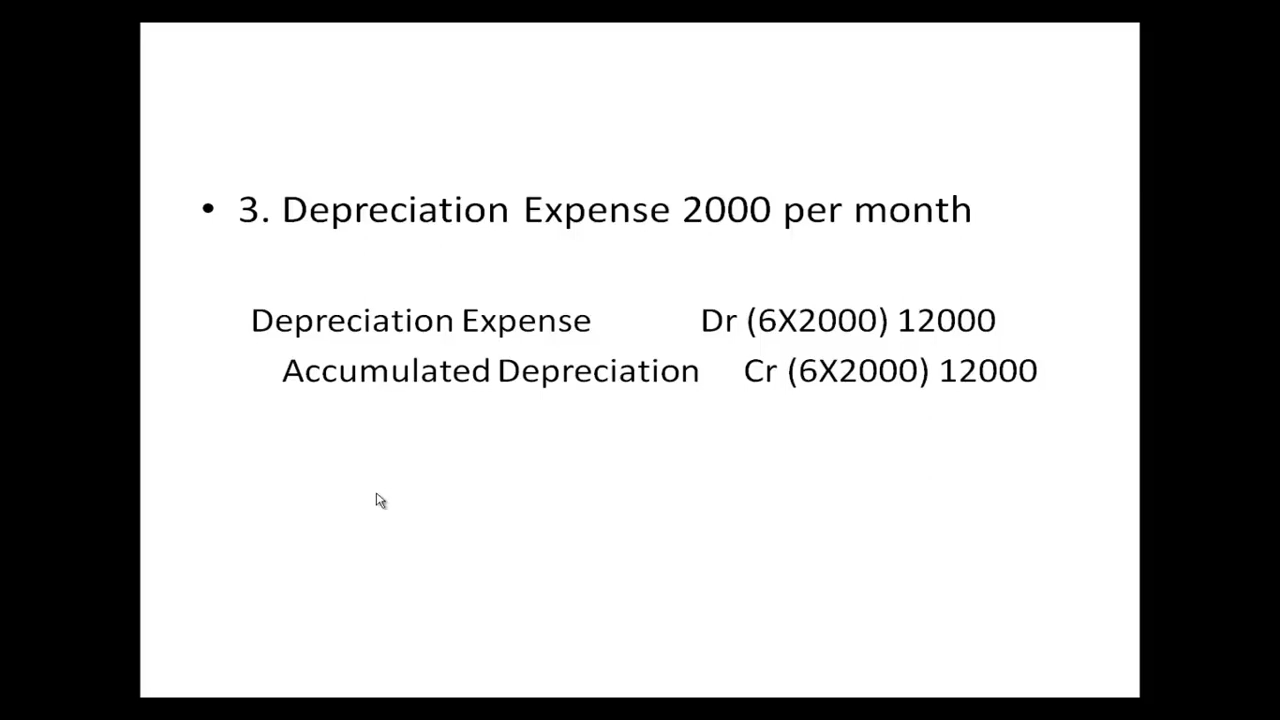 • 3. Depreciation Expense 2000 per month
Depreciation Expense Dr (6X2000) 12000
Accumulated Depreciation Cr (6X2000) 12000